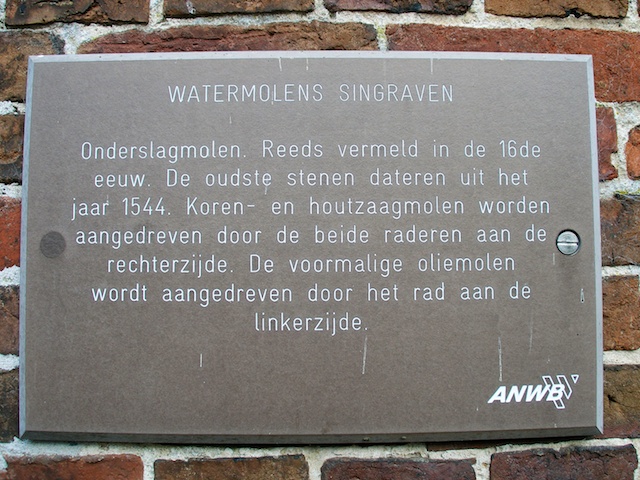 WATERMOLENS SINGRAVEN
Onderslagmolen. Reeds vermeld in de 16de
eeuw. De oudste stenen dateren uit het
jaar 1544. Koren- en houtzaagmolen worden
aangedreven door de beide raderen aan de
rechterzijde. De voormalige oliemolen
wordt aangedreven door het rad aan de
linkerzijde.
ANWB